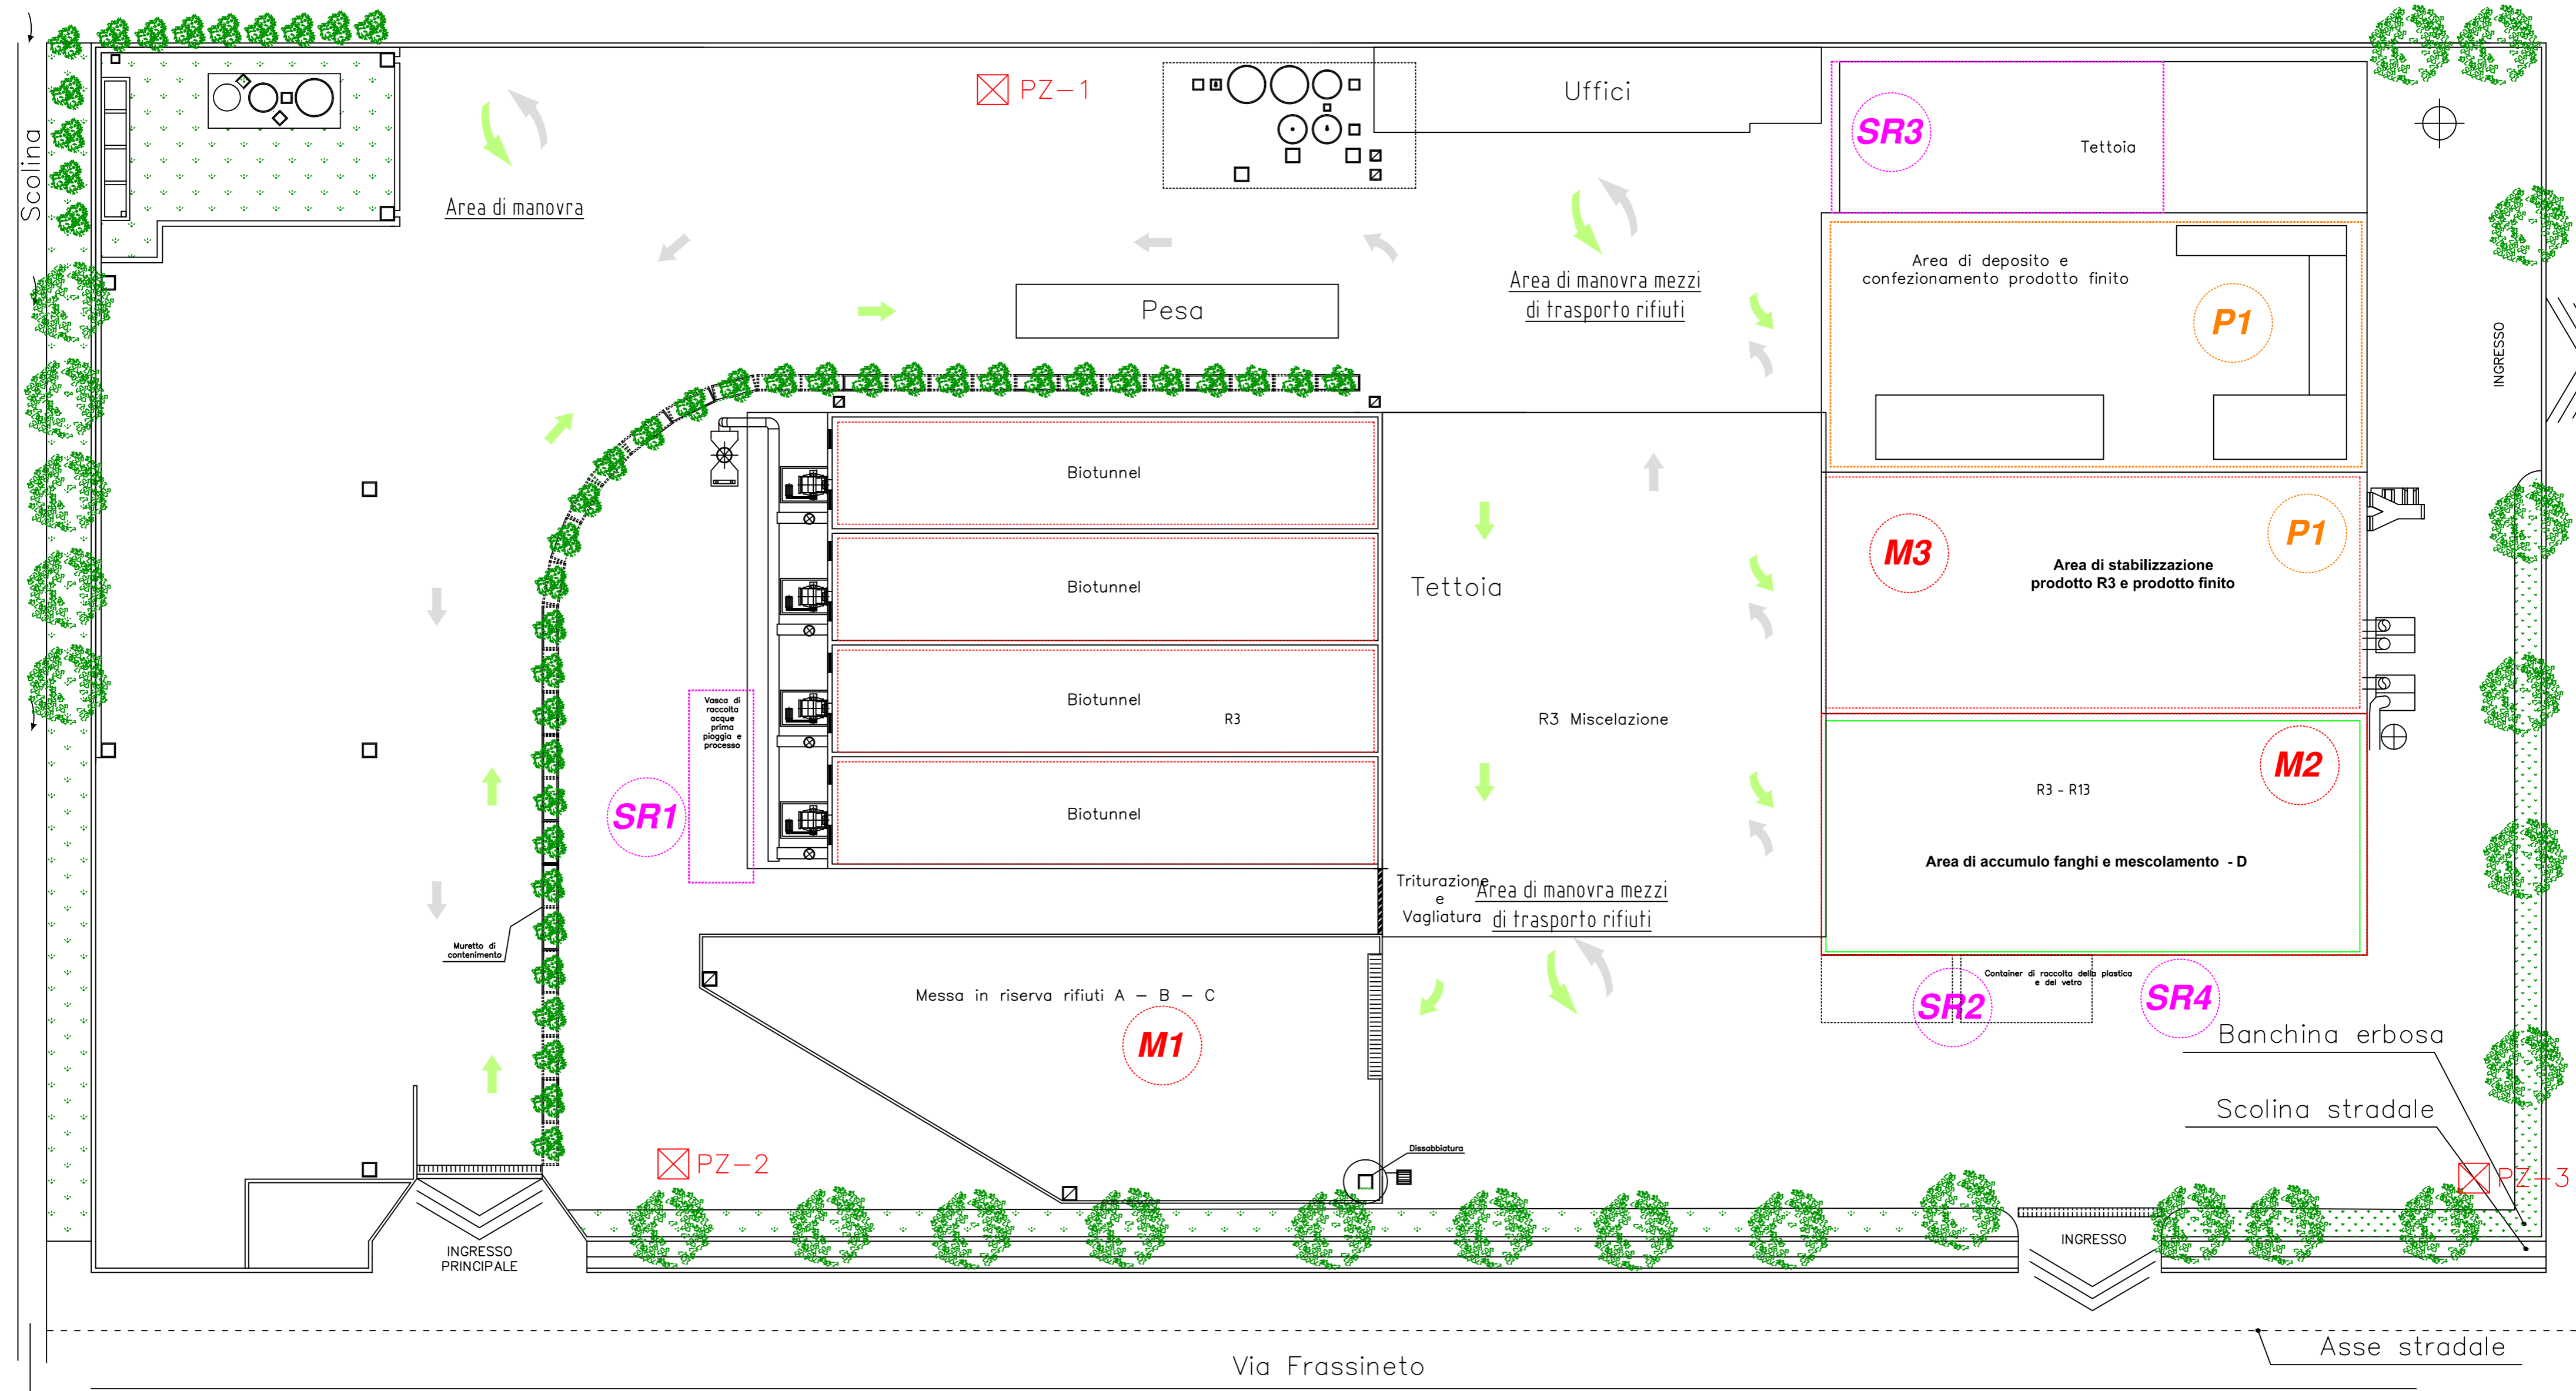 Scolina
PZ-1
Uffici
SR3
Tettoia
Area di manovra
Area di manovra mezzi
di trasporto rifiuti
Area di deposito e
confezionamento prodotto finito
P1
Pesa
INGRESSO
Biotunnel
Biotunnel
Biotunnel
R3
Biotunnel
Tettoia
R3 Miscelazione
M3
P1
Area di stabilizzazione
prodotto R3 e prodotto finito
M2
R3 - R13
Area di accumulo fanghi e mescolamento - D
Vasca di
raccolta
acque
prima
pioggia e
processo
SR1
Triturazione
e
Vagliatura
Area di manovra mezzi
di trasporto rifiuti
Muretto di
contenimento
Messa in riserva rifiuti A - B - C
M1
Container di raccolta della plastica
e del vetro
SR2
SR4
Banchina erbosa
Scolina stradale
Dissabbiatura
PZ-2
PZ-3
INGRESSO
PRINCIPALE
INGRESSO
Asse stradale
Via Frassineto